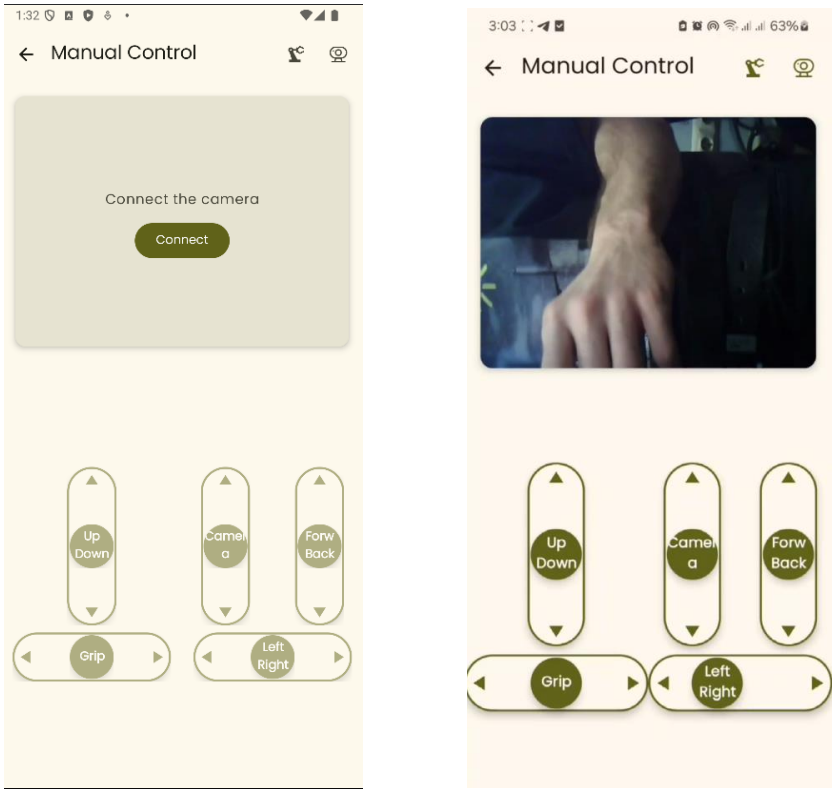 1:32
Manual Control
Connect the camera
Connect
Up
Down
Camer
a
Forw
Back
Grip
Left
Right
3:03
63%
Manual Control
Up
Down
Camer
a
Forw
Back
Grip
Left
Right